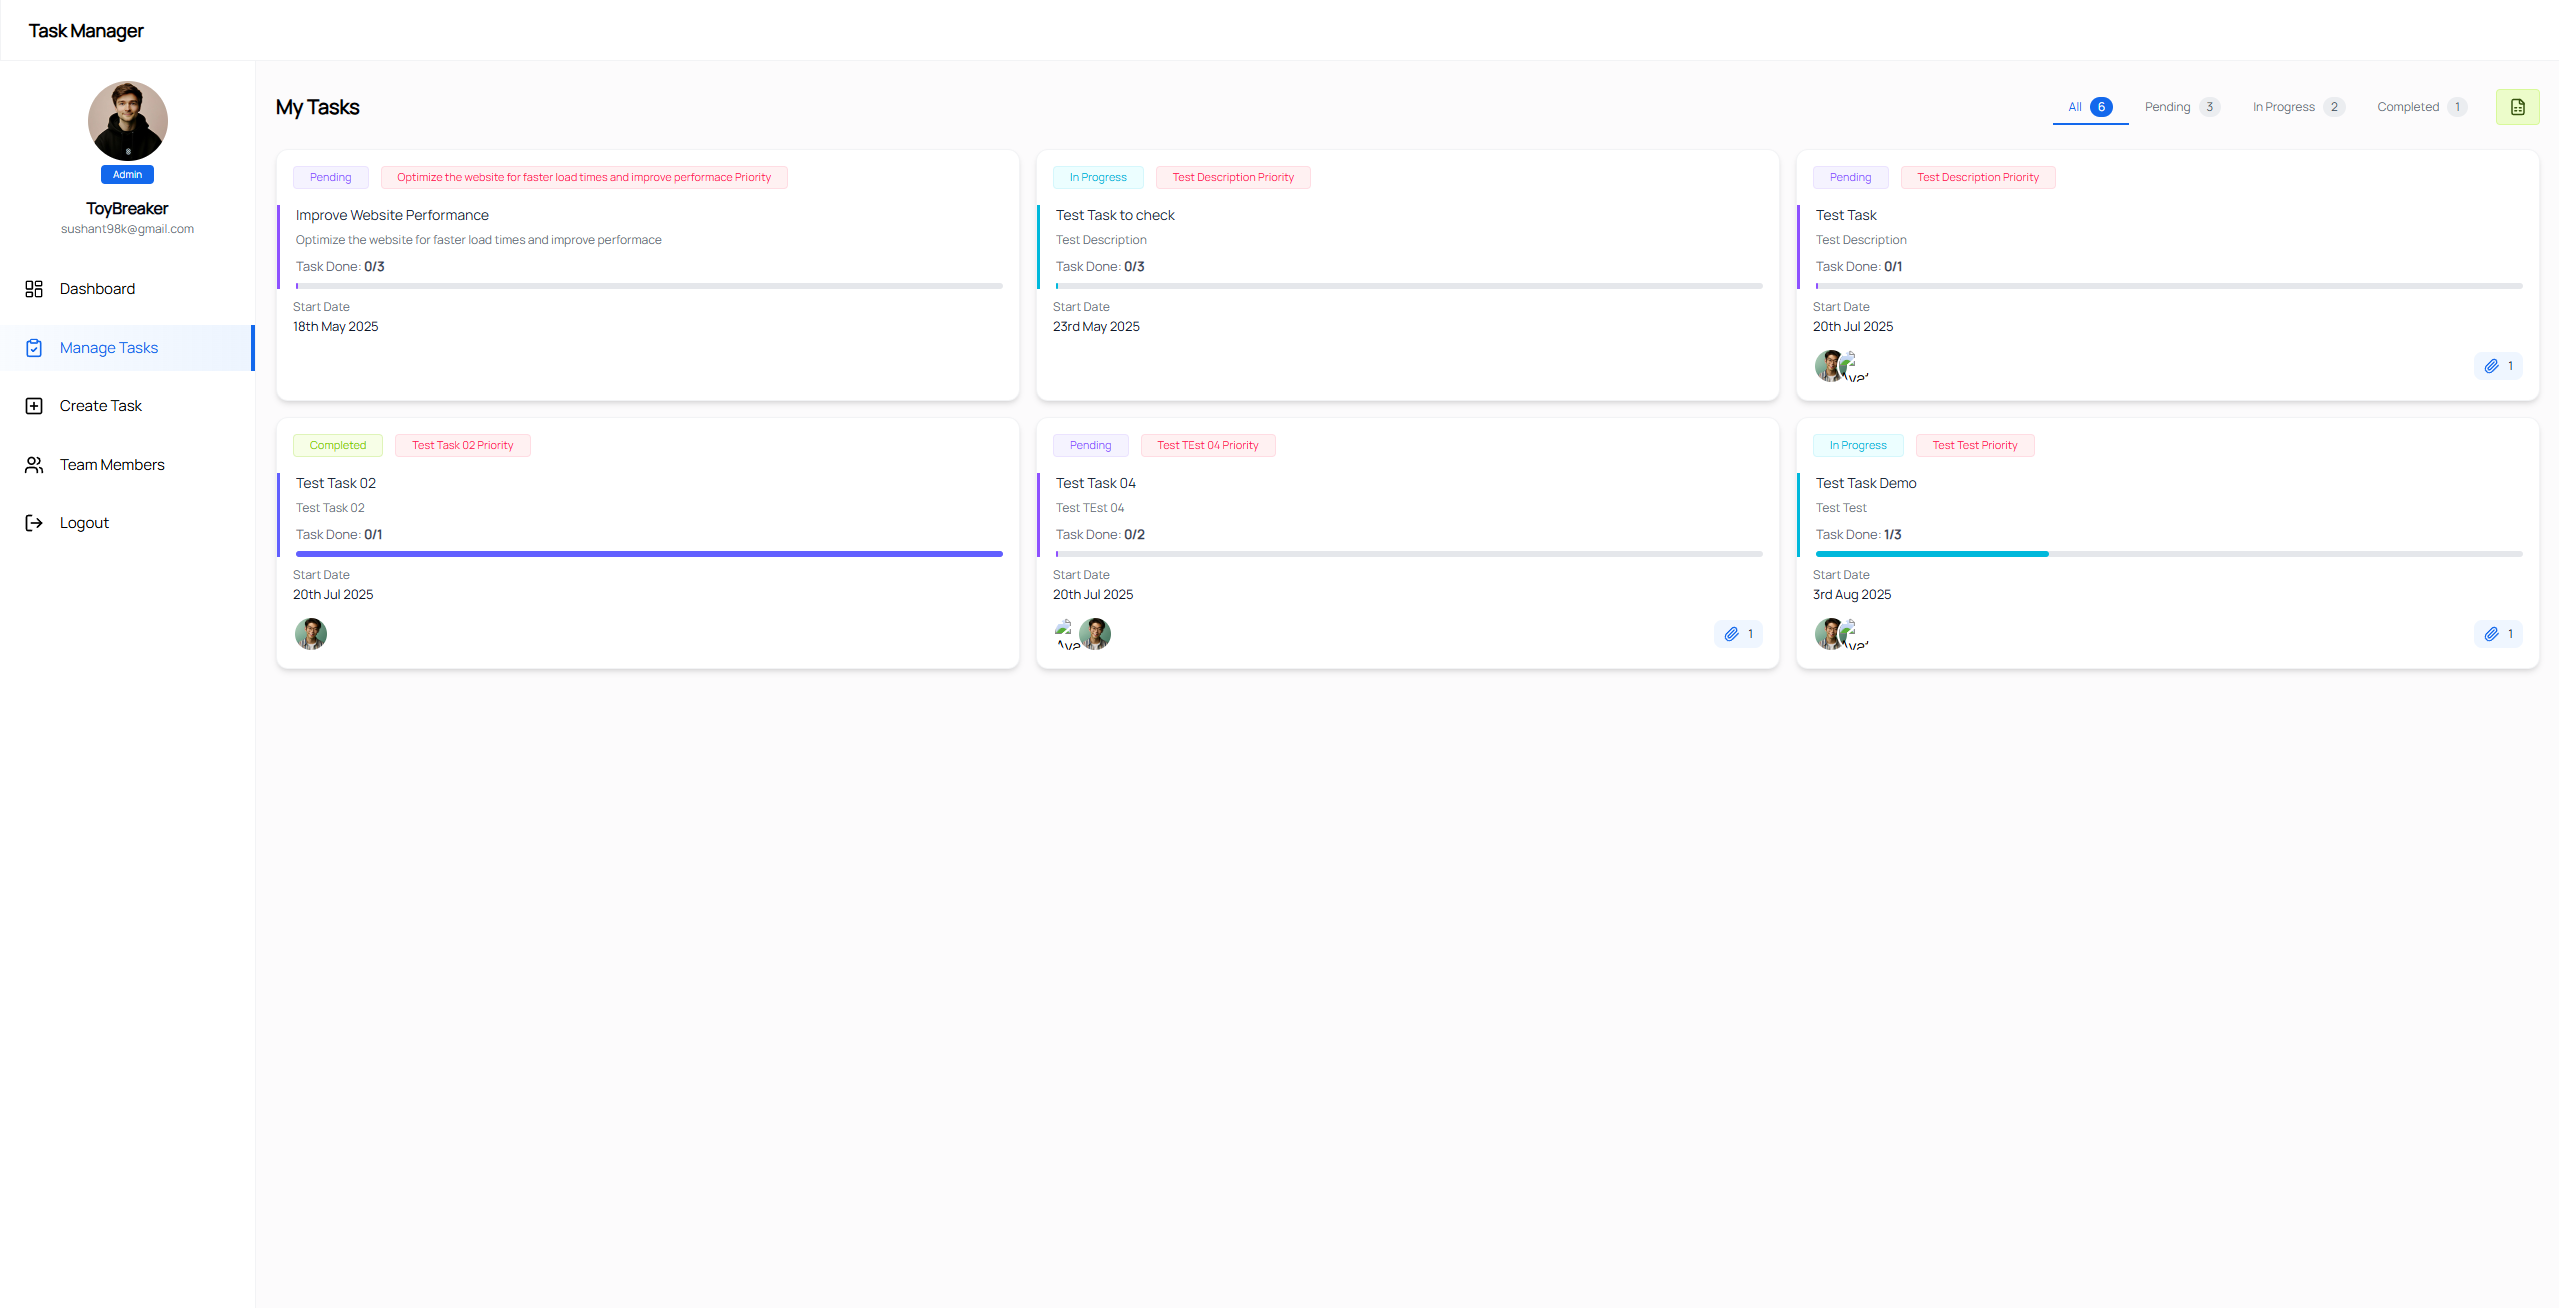 Task Manager
Admin
ToyBreaker
sushant98k@gmail.com
Dashboard
Manage Tasks
Create Task
Team Members
Logout
My Tasks
All 6 Pending 3 In Progress 2 Completed 1
Pending Optimize the website for faster load times and improve performace Priority
Improve Website Performance
Optimize the website for faster load times and improve performace
Task Done: 0/3
Start Date
18th May 2025
In Progress Test Description Priority
Test Task to check
Test Description
Task Done: 0/3
Start Date
23rd May 2025
Pending Test Description Priority
Test Task
Test Description
Task Done: 0/1
Start Date
20th Jul 2025
1
Completed Test Task 02 Priority
Test Task 02
Test Task 02
Task Done: 0/1
Start Date
20th Jul 2025
Pending Test TEst 04 Priority
Test Task 04
Test TEst 04
Task Done: 0/2
Start Date
20th Jul 2025
1
In Progress Test Test Priority
Test Task Demo
Test Test
Task Done: 1/3
Start Date
3rd Aug 2025
1